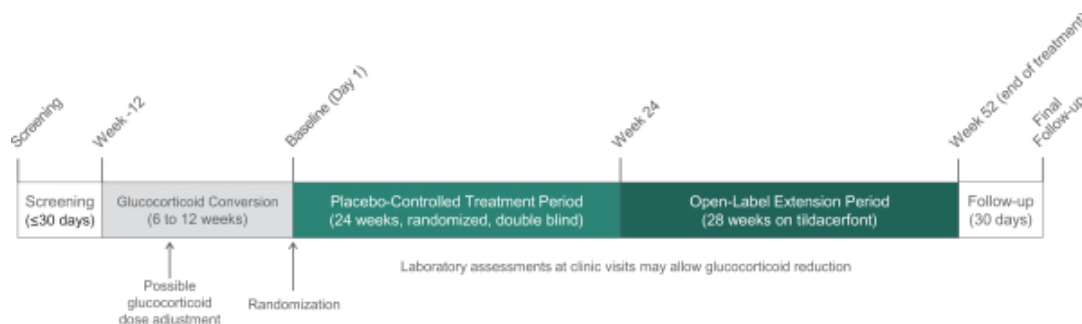 Screening
Week -12
Baseline (Day 1)
Week 24
Week 52 (end of treatment)
Final
Follow-up
Screening
(≤30 days)
Glucocorticoid Conversion
(6 to 12 weeks)
Placebo-Controlled Treatment Period
(24 weeks, randomized, double blind)
Open-Label Extension Period
(28 weeks on tildacerfont)
Follow-up
(30 days)
Possible
glucocorticoid
dose adjustment
Randomization
Laboratory assessments at clinic visits may allow glucocorticoid reduction